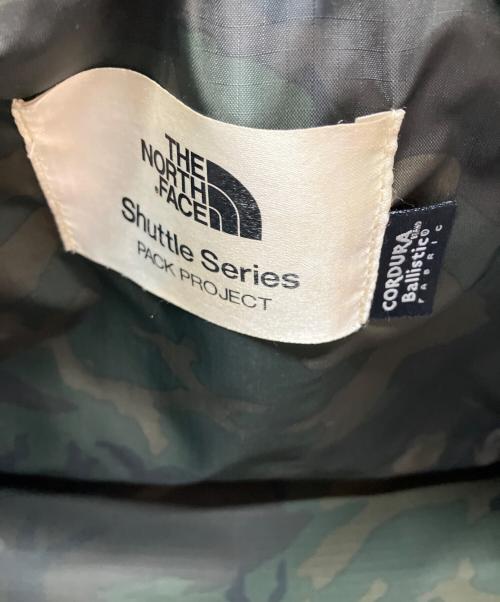 THE
NORTH
FACE
Shuttle Series
PACK PROJECT
CORDURA
Ballistic
FABRIC